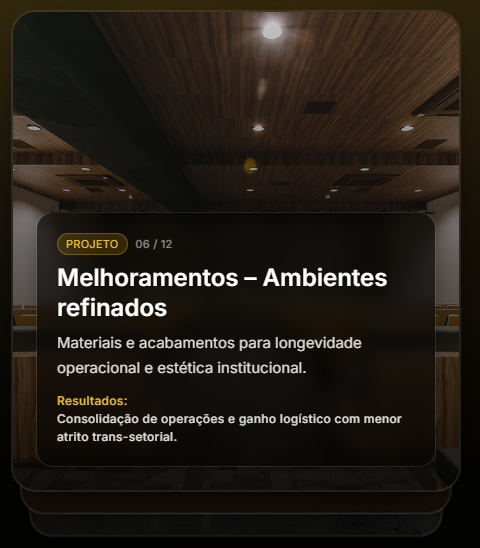 PROJETO 06 / 12
Melhoramentos – Ambientes
refinados
Materiais e acabamentos para longevidade
operacional e estética institucional.
Resultados:
Consolidação de operações e ganho logístico com menor
atrito trans-setorial.